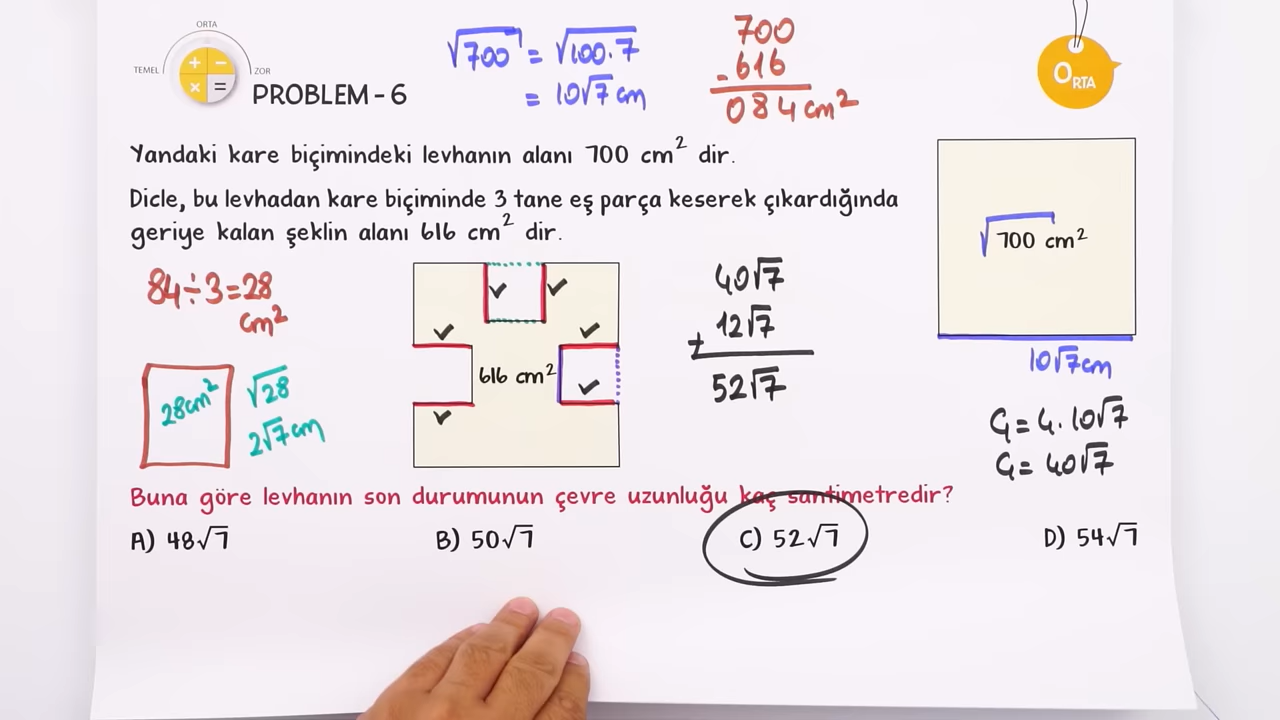 ORTA
TEMEL
ZOR
+ −
× =
PROBLEM - 6
√700 = √100.7
= 10√7 cm
700
- 616
084 cm²
ORTA
Yandaki kare biçimindeki levhanın alanı 700 cm² dir.
Dicle, bu levhadan kare biçiminde 3 tane eş parça keserek çıkardığında
geriye kalan şeklin alanı 616 cm² dir.
√700 cm²
10√7 cm
Ç = 4.10√7
Ç = 40√7
84÷3=28
cm²
28cm²
√28
2√7 cm
616 cm²
40√7
12√7
+
52√7
Buna göre levhanın son durumunun çevre uzunluğu kaç santimetredir?
A) 48√7 B) 50√7 C) 52√7 D) 54√7